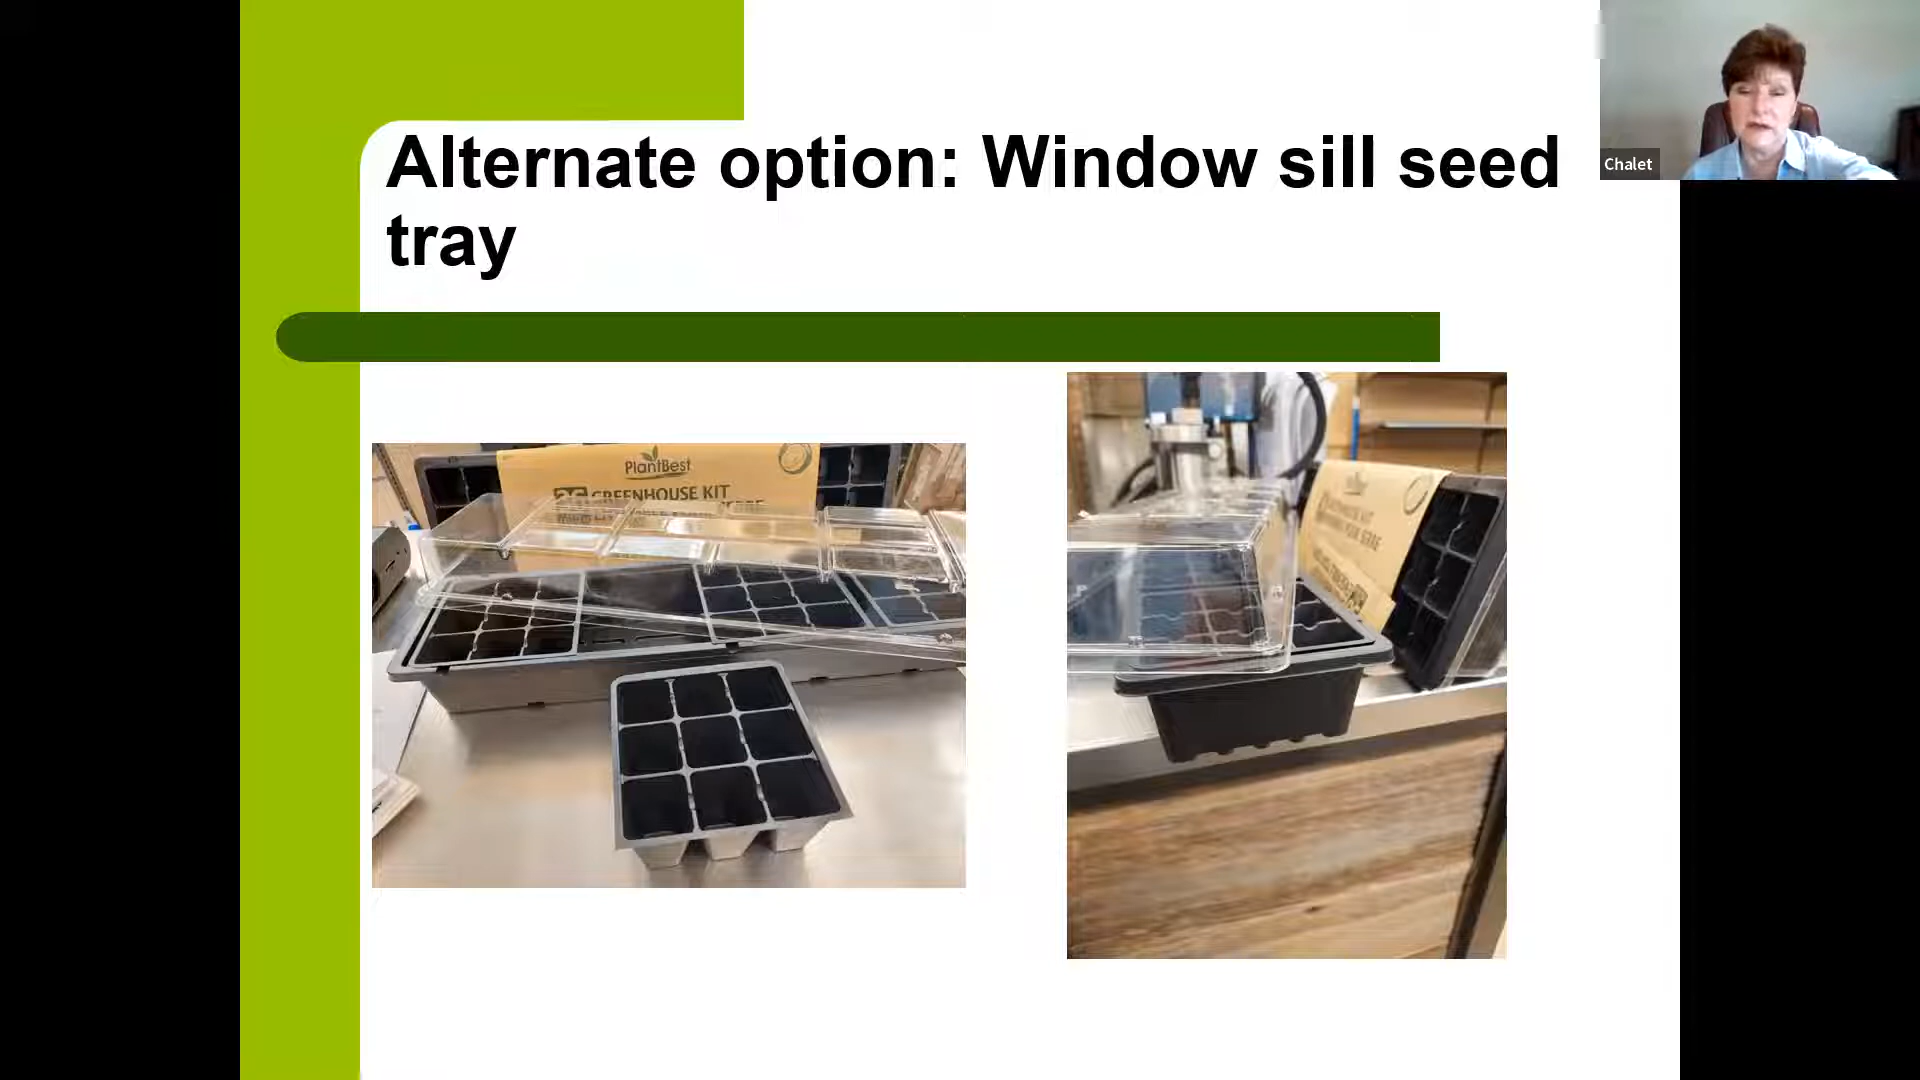 Alternate option: Window sill seed
tray
Chalet
PlantBest
GREENHOUSE KIT